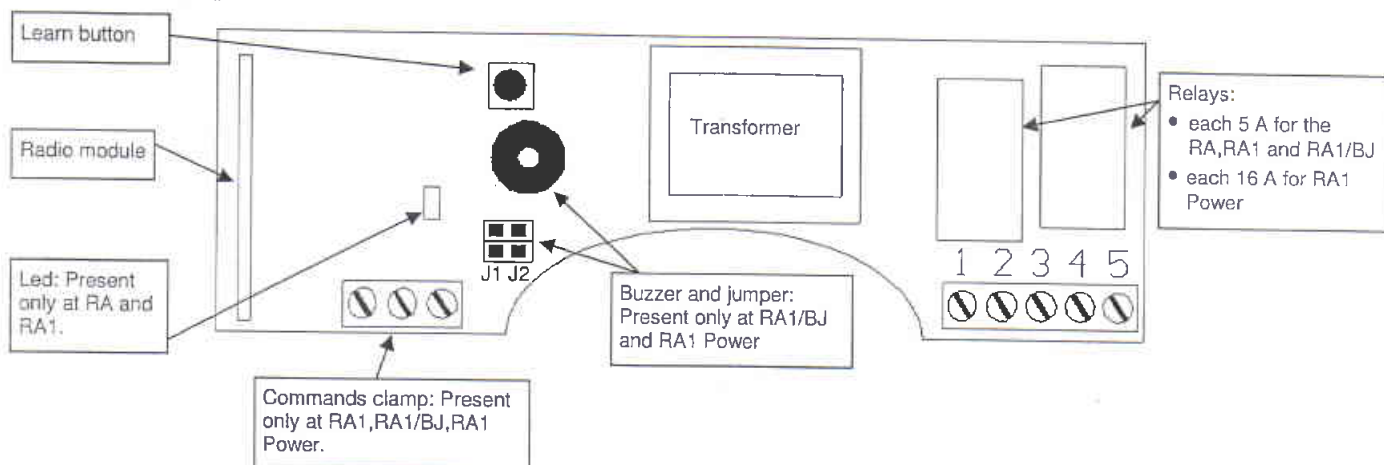 Learn button
Radio module
Led: Present
only at RA and
RA1.
Commands clamp: Present
only at RA1,RA1/BJ,RA1
Power.
J1 J2
Buzzer and jumper:
Present only at RA1/BJ
and RA1 Power
Transformer
1 2 3 4 5
Relays:
• each 5 A for the
RA,RA1 and RA1/BJ
• each 16 A for RA1
Power